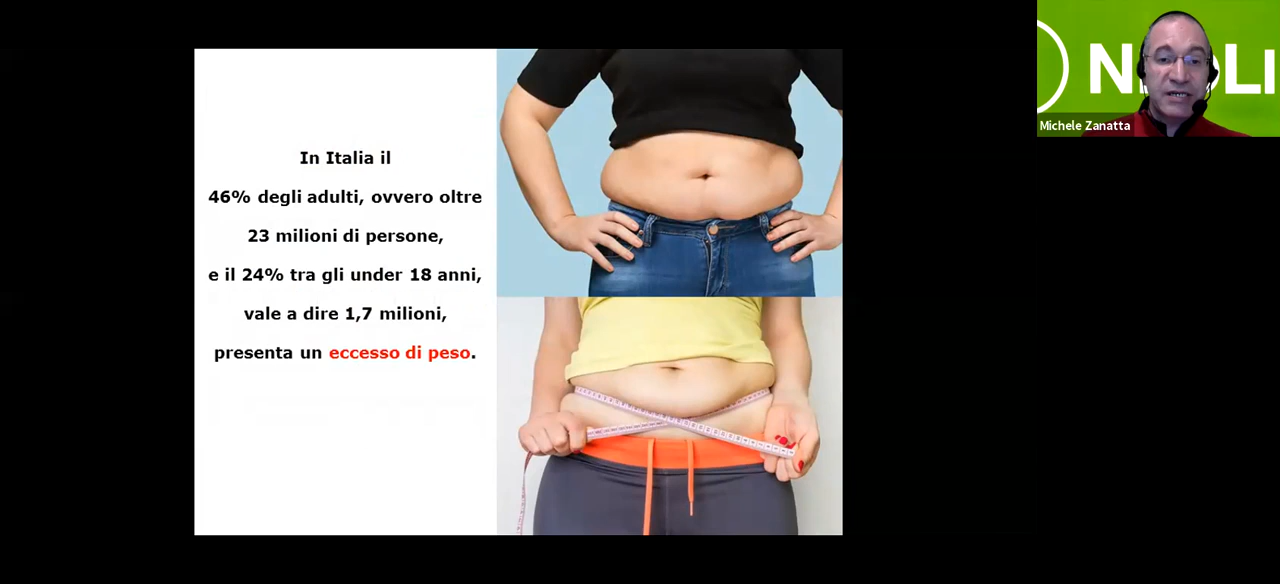 In Italia il
46% degli adulti, ovvero oltre
23 milioni di persone,
e il 24% tra gli under 18 anni,
vale a dire 1,7 milioni,
presenta un eccesso di peso.
Michele Zanatta